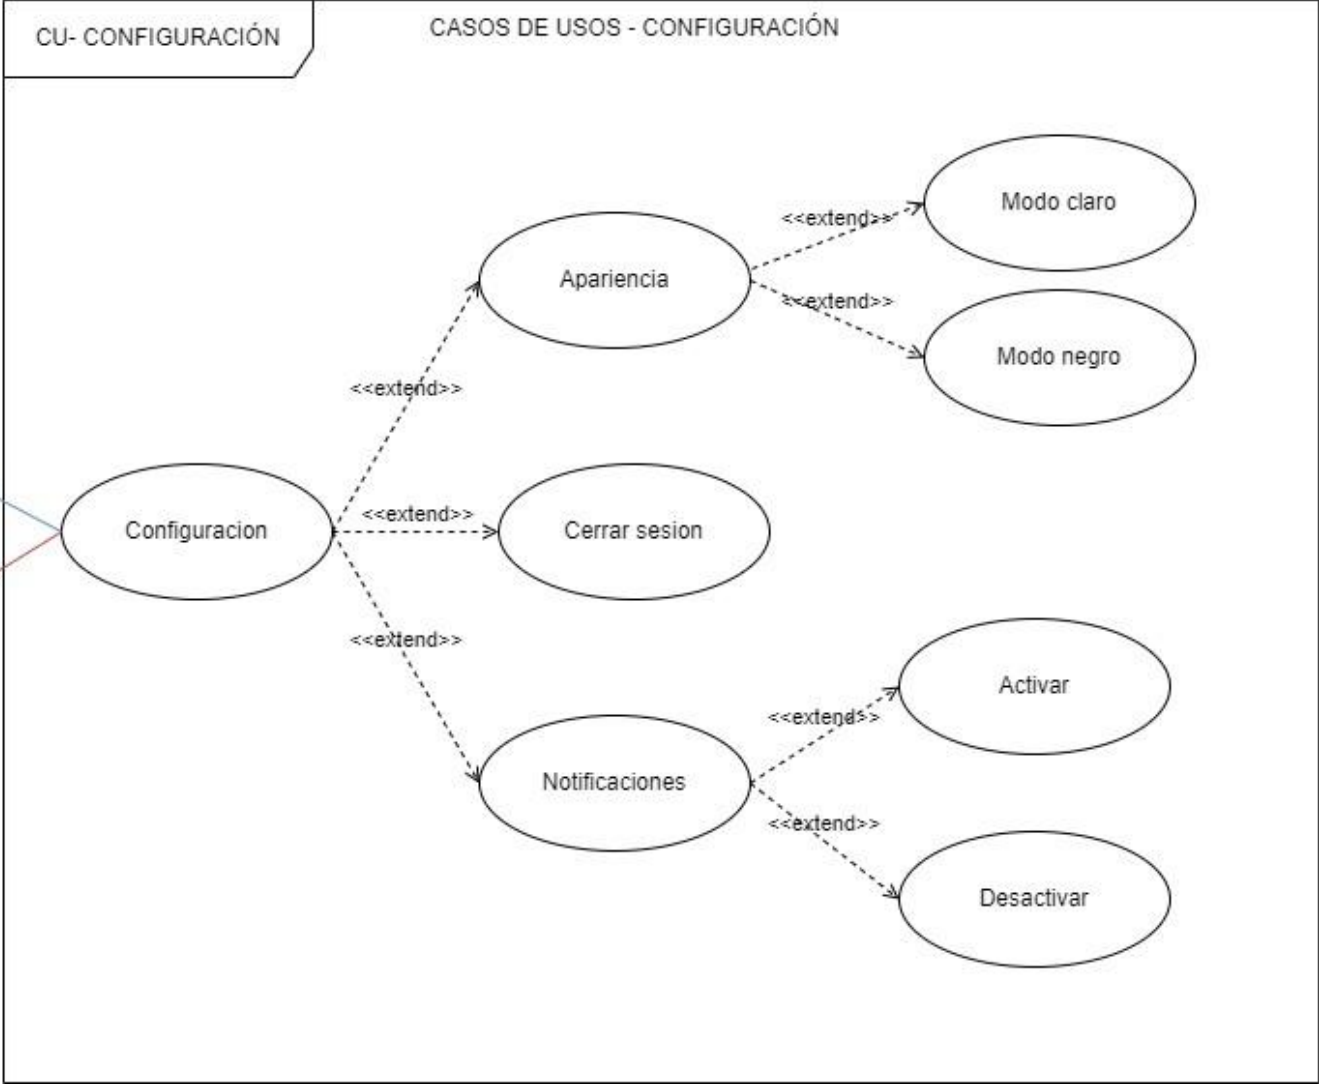 CU- CONFIGURACIÓN
CASOS DE USOS - CONFIGURACIÓN
Modo claro
<<extend>>
Apariencia
<<extend>>
Modo negro
<<extend>>
Configuracion
<<extend>>
Cerrar sesion
<<extend>>
Activar
<<extend>>
Notificaciones
<<extend>>
Desactivar